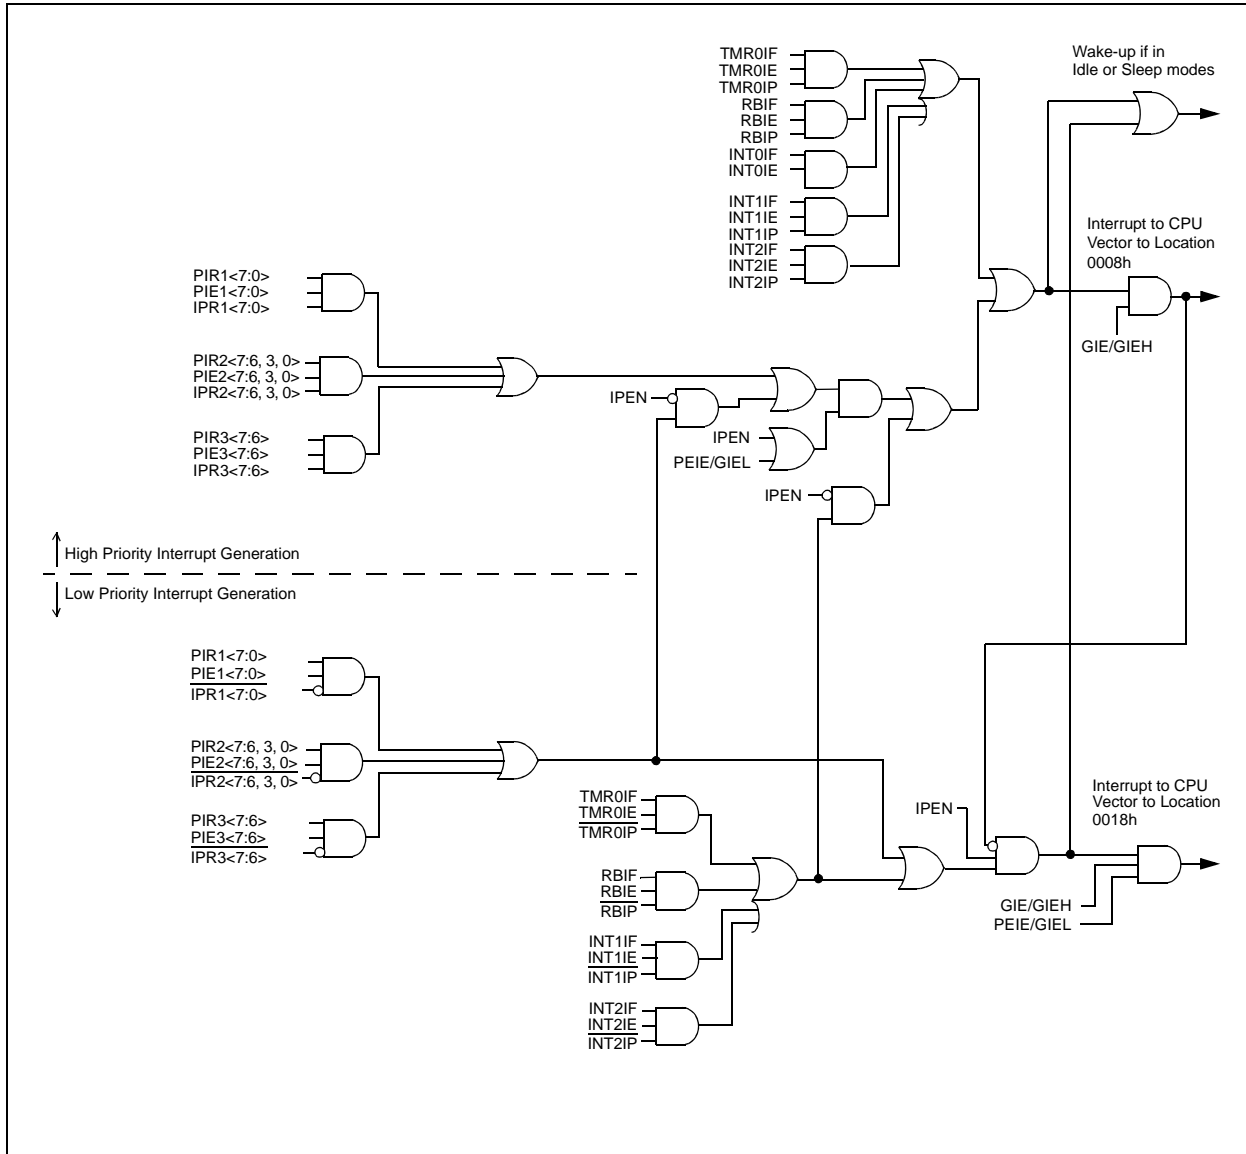 TMR0IF
TMR0IE
TMR0IP
RBIF
RBIE
RBIP
INT0IF
INT0IE
INT1IF
INT1IE
INT1IP
INT2IF
INT2IE
INT2IP
Wake-up if in
Idle or Sleep modes
Interrupt to CPU
Vector to Location
0008h
GIE/GIEH
PIR1<7:0>
PIE1<7:0>
IPR1<7:0>
PIR2<7:6, 3, 0>
PIE2<7:6, 3, 0>
IPR2<7:6, 3, 0>
PIR3<7:6>
PIE3<7:6>
IPR3<7:6>
IPEN
IPEN
PEIE/GIEL
IPEN
High Priority Interrupt Generation
Low Priority Interrupt Generation
PIR1<7:0>
PIE1<7:0>
IPR1<7:0>
PIR2<7:6, 3, 0>
PIE2<7:6, 3, 0>
IPR2<7:6, 3, 0>
PIR3<7:6>
PIE3<7:6>
IPR3<7:6>
TMR0IF
TMR0IE
TMR0IP
RBIF
RBIE
RBIP
INT1IF
INT1IE
INT1IP
INT2IF
INT2IE
INT2IP
IPEN
Interrupt to CPU
Vector to Location
0018h
GIE/GIEH
PEIE/GIEL